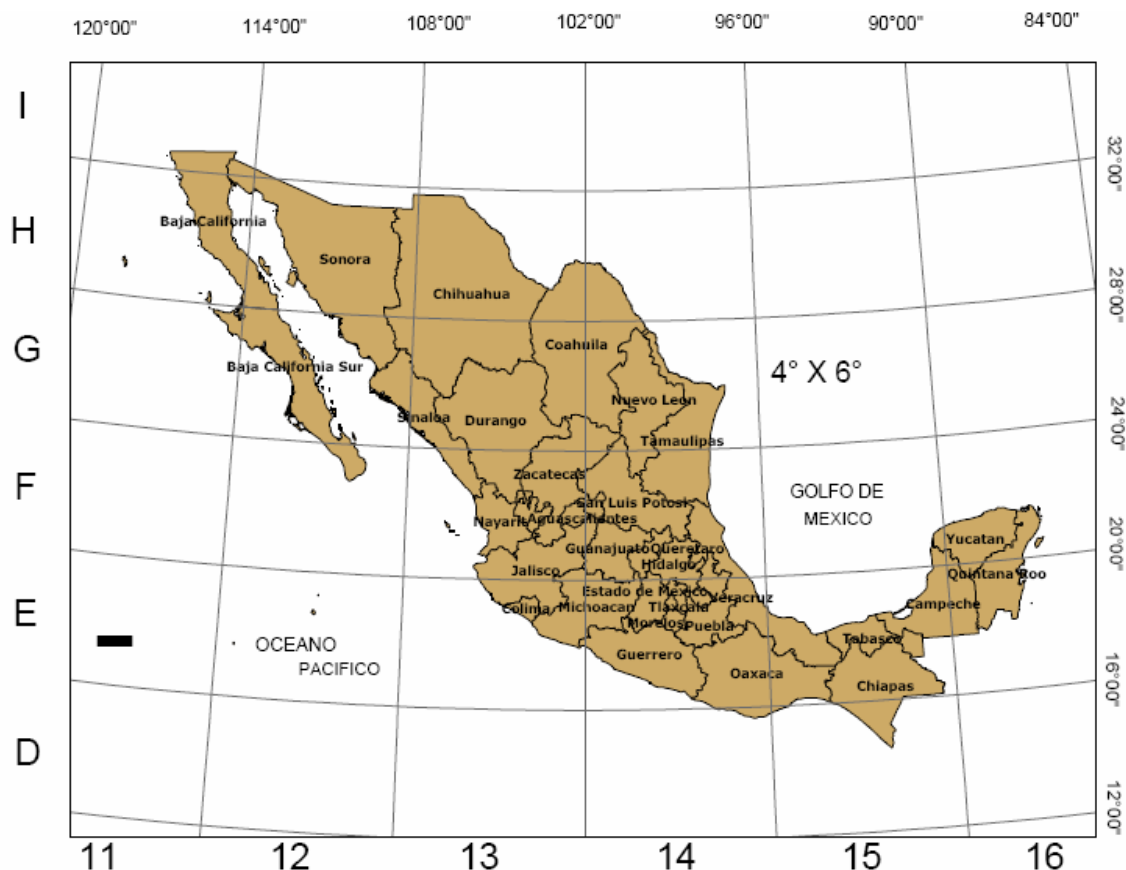 120°00" 114°00" 108°00" 102°00" 96°00" 90°00" 84°00"
I
32°00"
Baja California
H
Sonora
Chihuahua
28°00"
G
Coahuila
Baja California Sur
4° X 6°
Nuevo Leon
Sinaloa
Durango
24°00"
Tamaulipas
Zacatecas
F
GOLFO DE
MEXICO
San Luis Potosi
Nayarit
Aguascalientes
Yucatan
20°00"
Guanajuato
Queretaro
Hidalgo
Jalisco
Quintana Roo
Estado de Mexico
Veracruz
Colima
Michoacan
Tlaxcala
Campeche
E
Morelos
Puebla
Tabasco
OCEANO
PACIFICO
Guerrero
Oaxaca
Chiapas
16°00"
D
12°00"
11 12 13 14 15 16